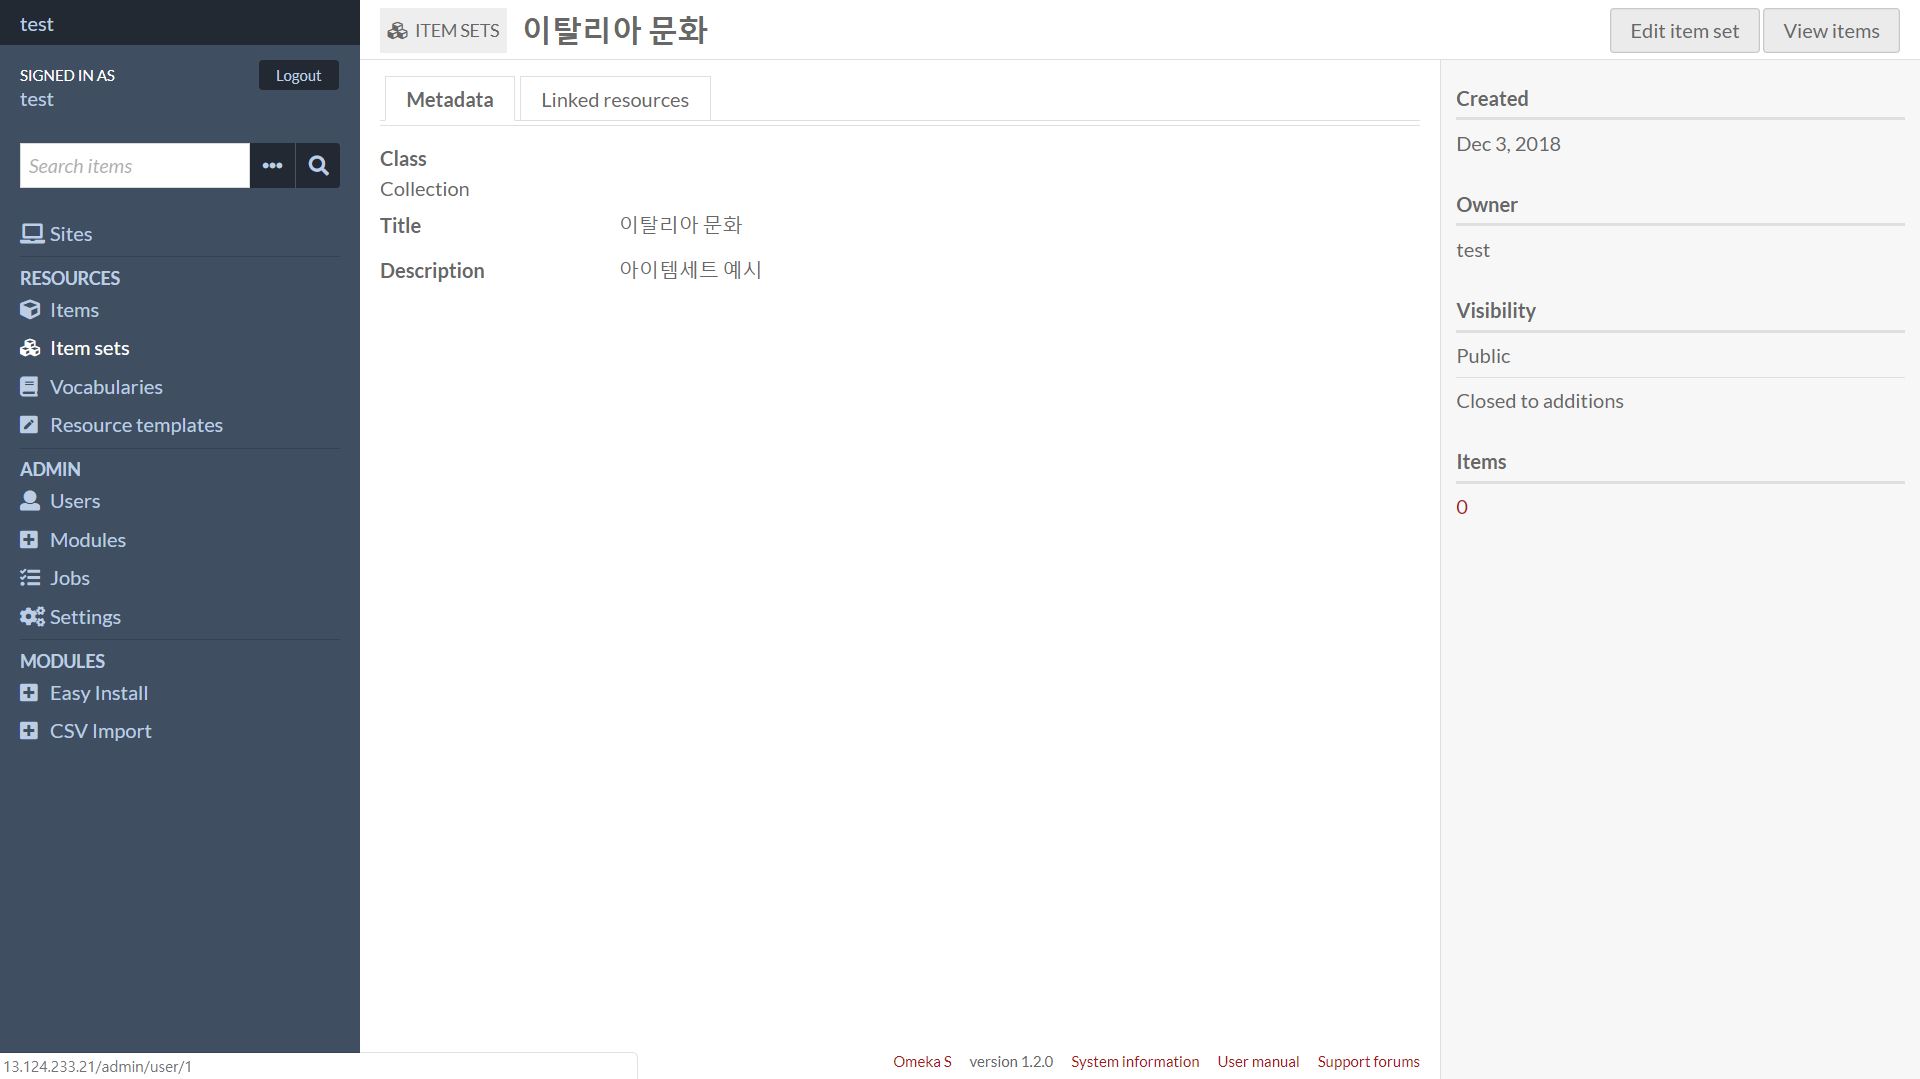 test
SIGNED IN AS
Logout
test
Search items
Sites
RESOURCES
Items
Item sets
Vocabularies
Resource templates
ADMIN
Users
Modules
Jobs
Settings
MODULES
Easy Install
CSV Import
ITEM SETS
이탈리아 문화
Edit item set
View items
Metadata
Linked resources
Class
Collection
Title
이탈리아 문화
Description
아이템세트 예시
Created
Dec 3, 2018
Owner
test
Visibility
Public
Closed to additions
Items
0
13.124.233.21/admin/user/1
Omeka S version 1.2.0 System information User manual Support forums